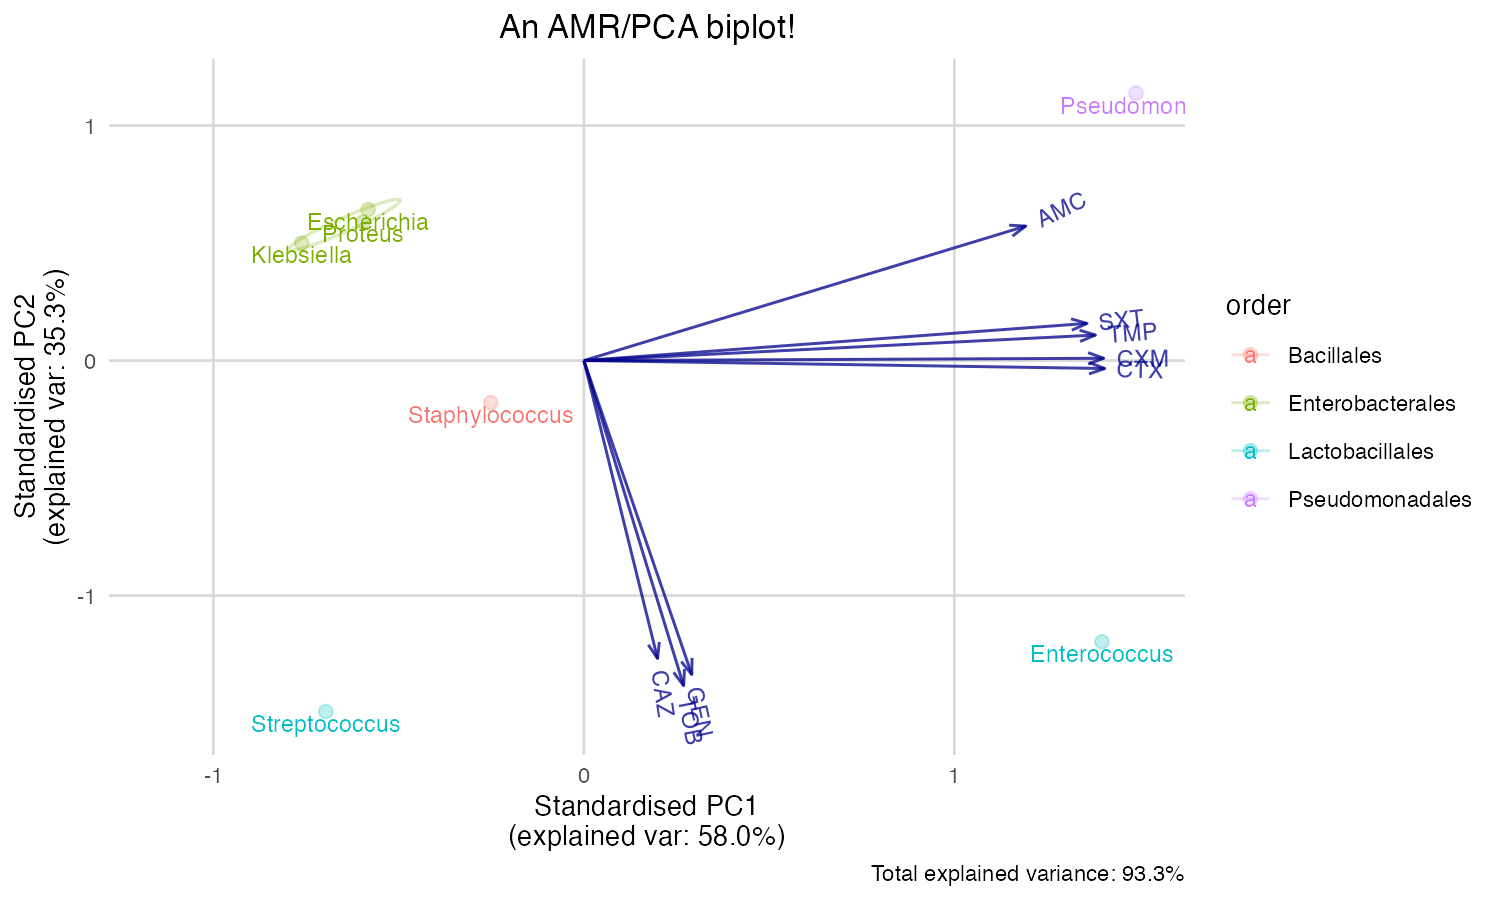 An AMR/PCA biplot!
Pseudomon
1
AMC
Escherichia
Proteus
Klebsiella
order
SXT
TMP
a Bacillales
Standardised PC2
(explained var: 35.3%)
0
CXM
CTX
a Enterobacterales
Staphylococcus
a Lactobacillales
a Pseudomonadales
-1
Enterococcus
CAZ
GEN
TOB
Streptococcus
-1
0
1
Standardised PC1
(explained var: 58.0%)
Total explained variance: 93.3%